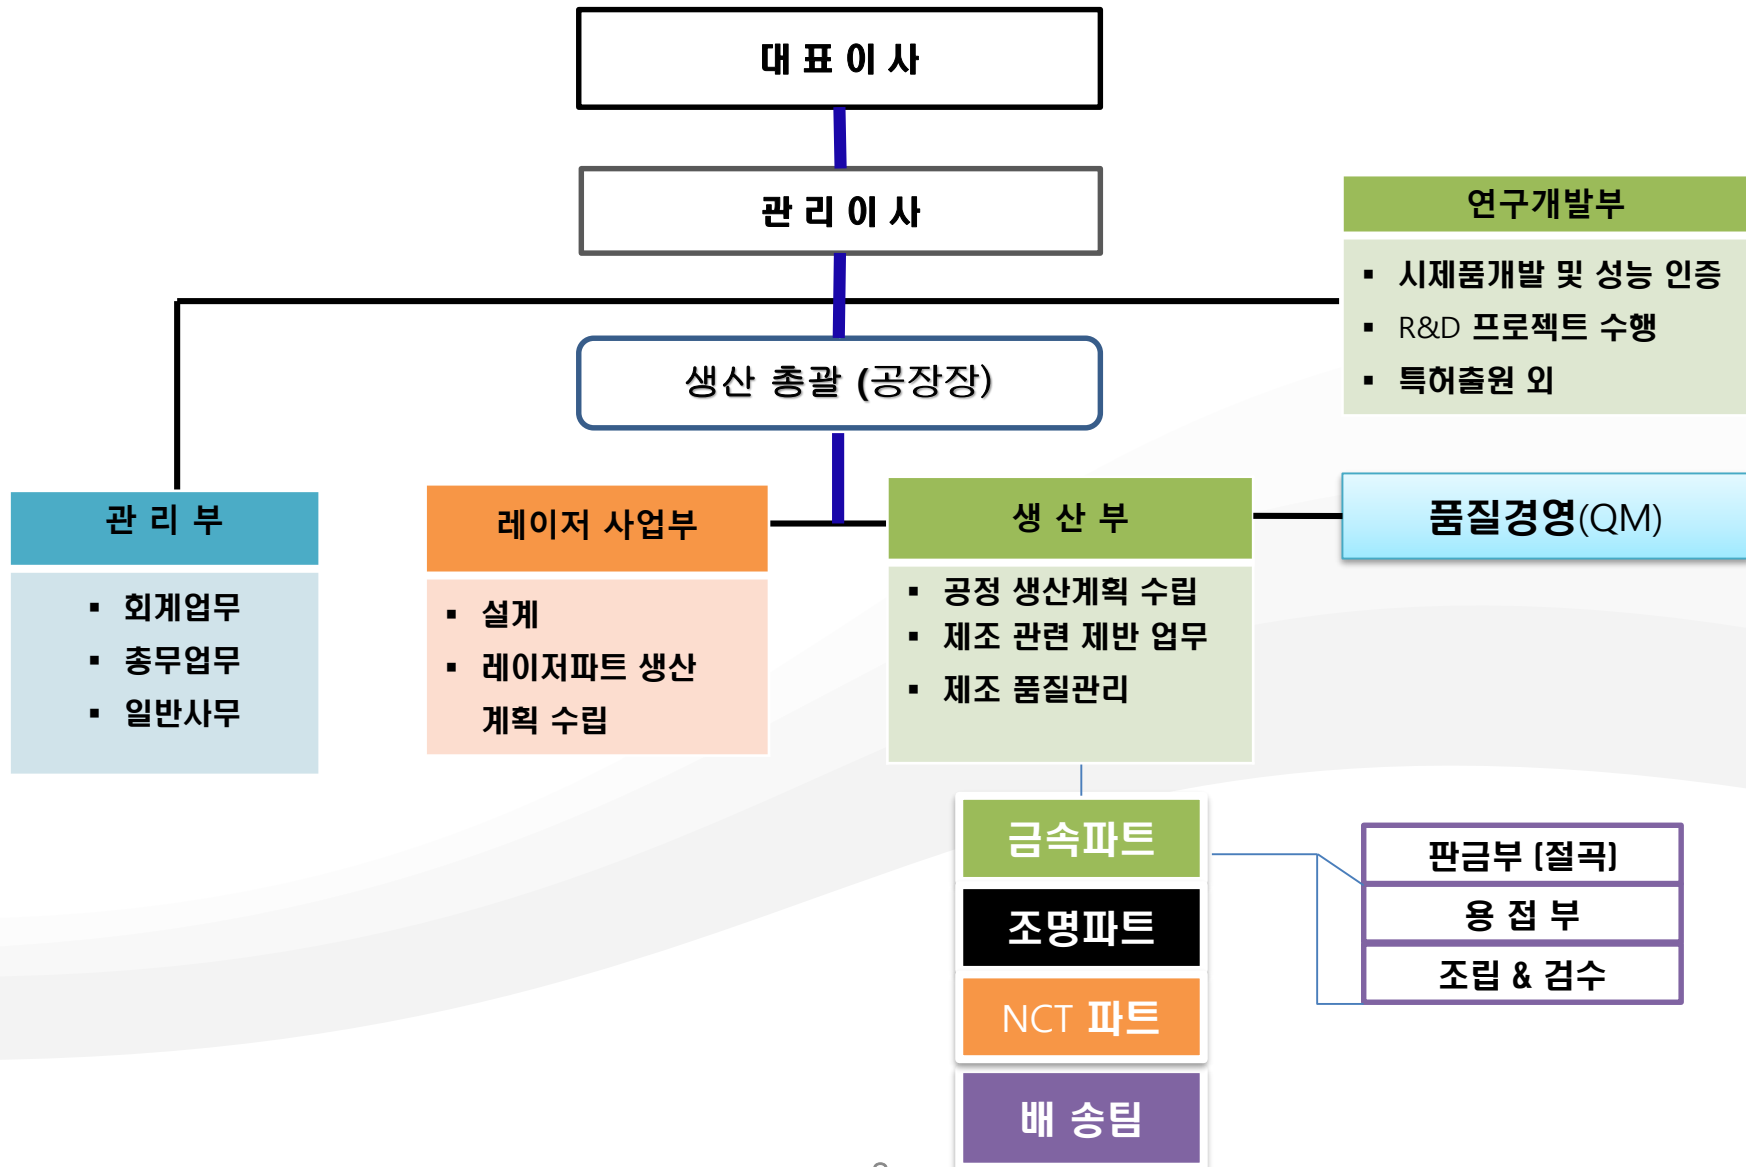 대 표 이 사
관 리 이 사
연구개발부
▪ 시제품개발 및 성능 인증
▪ R&D 프로젝트 수행
▪ 특허출원 외
생산 총괄 (공장장)
관 리 부
▪ 회계업무
▪ 총무업무
▪ 일반사무
레이저 사업부
▪ 설계
▪ 레이저파트 생산
계획 수립
생 산 부
▪ 공정 생산계획 수립
▪ 제조 관련 제반 업무
▪ 제조 품질관리
품질경영(QM)
금속파트
조명파트
NCT 파트
배 송팀
판금부 (절곡)
용 접 부
조립 & 검수